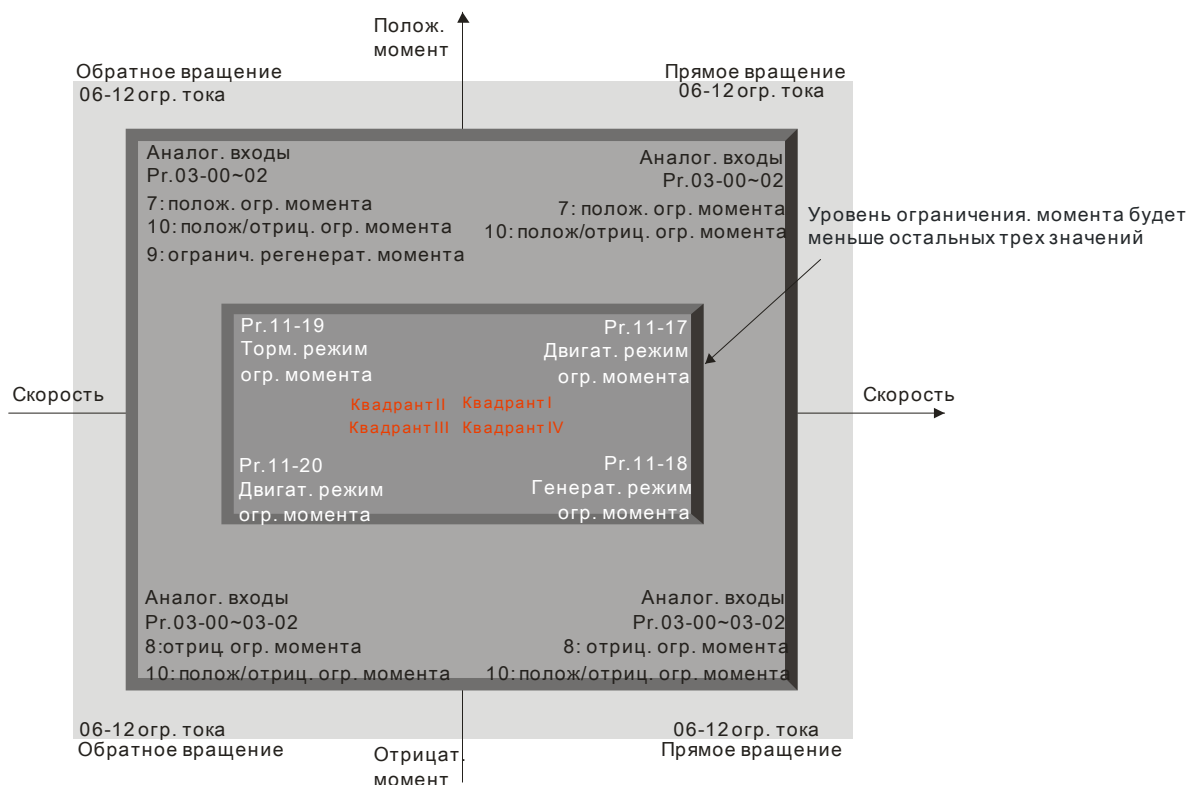 Полож.
момент
Обратное вращение
06-12 огр. тока
Прямое вращение
06-12 огр. тока
Аналог. входы
Pr.03-00~02
7: полож. огр. момента
10: полож/отриц. огр. момента
9: огранич. регенерат. момента
Аналог. входы
Pr.03-00~02
7: полож. огр. момента
10: полож/отриц. огр. момента
Уровень ограничения. момента будет
меньше остальных трех значений
Pr.11-19
Торм. режим
огр. момента
Pr.11-17
Двигат. режим
огр. момента
Скорость
Скорость
Квадрант II
Квадрант I
Квадрант III
Квадрант IV
Pr.11-20
Двигат. режим
огр. момента
Pr.11-18
Генерат. режим
огр. момента
Аналог. входы
Pr.03-00~03-02
8:отриц огр. момента
10: полож/отриц. огр. момента
Аналог. входы
Pr.03-00~03-02
8: отриц. огр. момента
10: полож/отриц. огр. момента
06-12 огр. тока
Обратное вращение
06-12 огр. тока
Прямое вращение
Отрицат.
момент